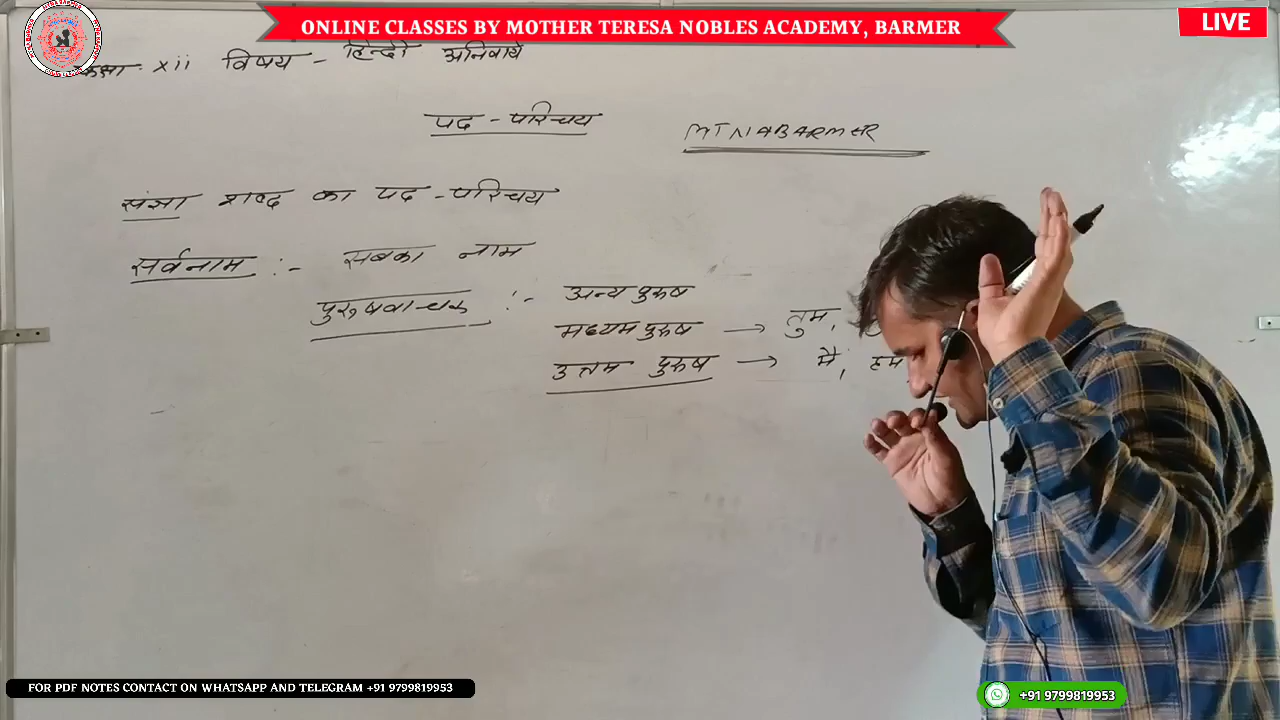 ONLINE CLASSES BY MOTHER TERESA NOBLES ACADEMY, BARMER
LIVE
कक्षा- xii विषय - हिन्दी अनिवार्य
पद - परिचय
MTNABARMER
संज्ञा शब्द का पद - परिचय
सर्वनाम :- सबका नाम
पुरुषवाचक :- अन्य पुरुष
मध्यम पुरुष → तुम,
उत्तम पुरुष → मै, हम
FOR PDF NOTES CONTACT ON WHATSAPP AND TELEGRAM +91 9799819953
+91 9799819953